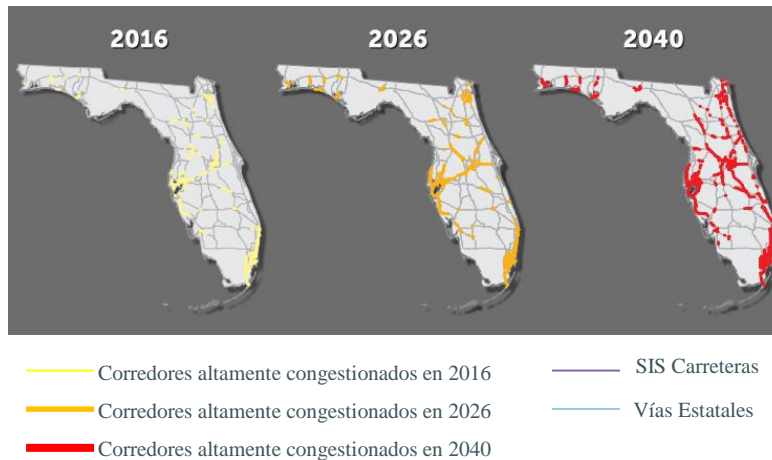 2016 2026 2040
Corredores altamente congestionados en 2016
Corredores altamente congestionados en 2026
Corredores altamente congestionados en 2040
SIS Carreteras
Vías Estatales